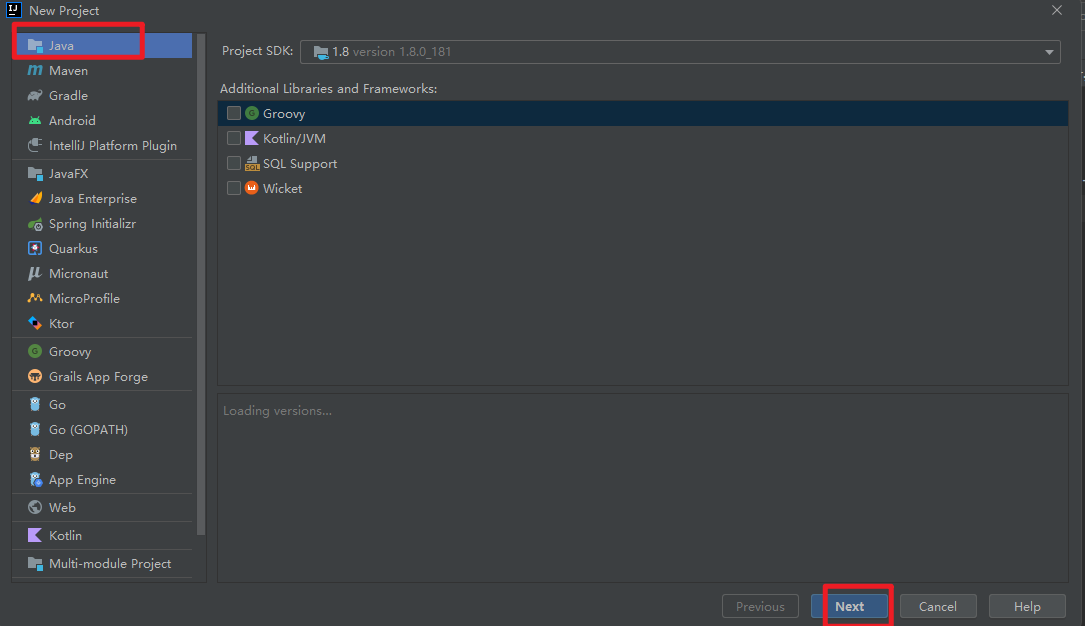 New Project
Java
Maven
Gradle
Android
IntelliJ Platform Plugin
JavaFX
Java Enterprise
Spring Initializr
Quarkus
Micronaut
MicroProfile
Ktor
Groovy
Grails App Forge
Go
Go (GOPATH)
Dep
App Engine
Web
Kotlin
Multi-module Project
Project SDK: 1.8 version 1.8.0_181
Additional Libraries and Frameworks:
Groovy
Kotlin/JVM
SQL Support
Wicket
Loading versions...
Previous Next Cancel Help